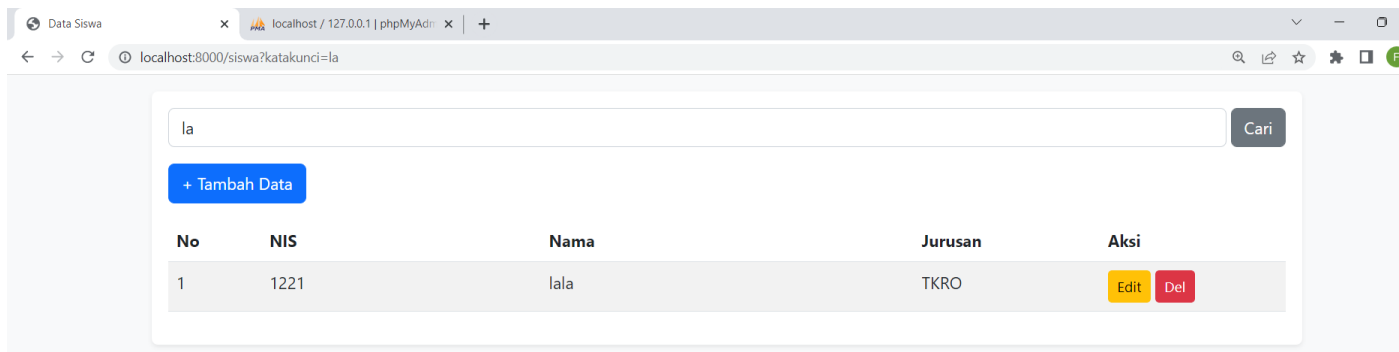 Data Siswa
localhost / 127.0.0.1 | phpMyAdm
localhost:8000/siswa?katakunci=la
F
la
Cari
+ Tambah Data
No NIS Nama Jurusan Aksi
1 1221 lala TKRO Edit Del